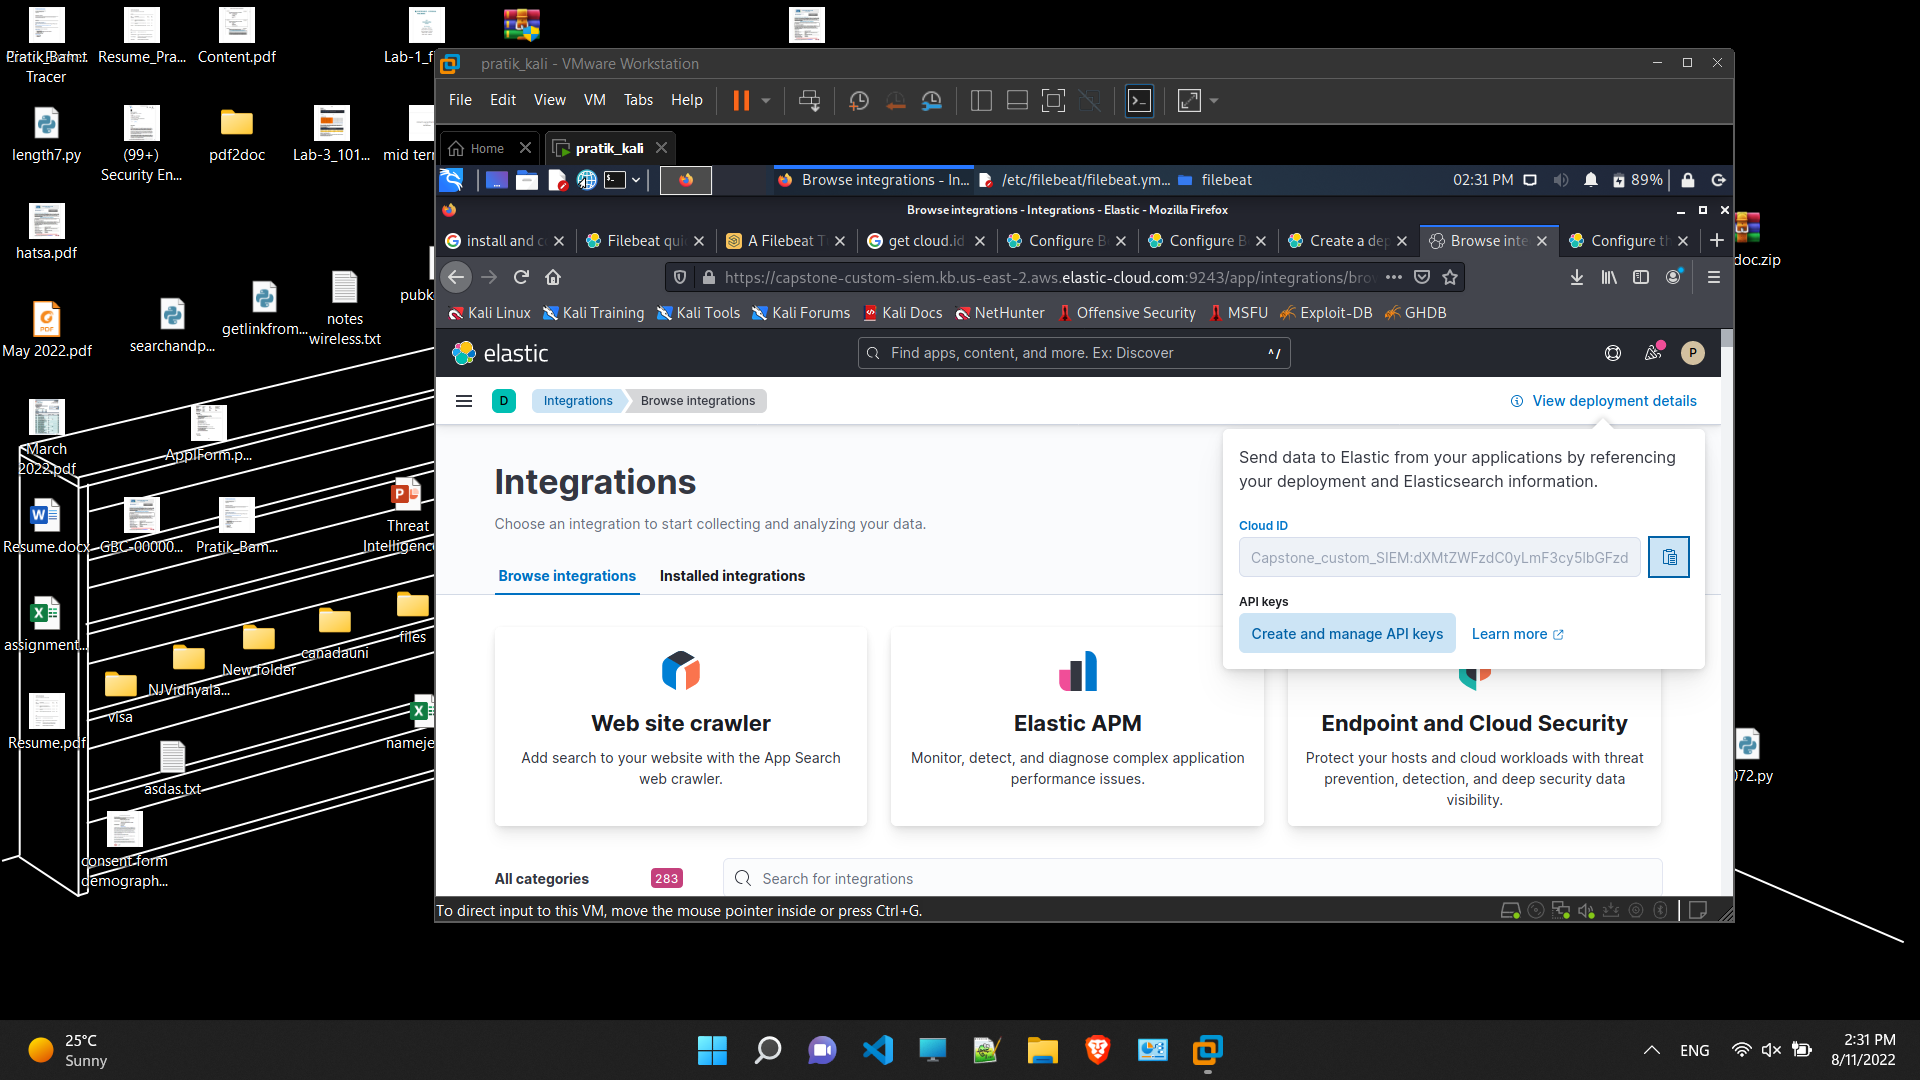 Tracer
Resume_Pra...
Content.pdf
length7.py
(99+)
Security En...
pdf2doc
Lab-3_101...
hatsa.pdf
May 2022.pdf
searchandp...
getlinkfrom...
notes
wireless.txt
March
2022.pdf
ApplForm.p...
Threat
Resume.docx
GBC-00000...
Pratik_Bam...
assignment...
files
canadauni
New folder
NJVidhyala...
visa
Resume.pdf
asdas.txt
consent form
demograph...
pratik_kali - VMware Workstation
File Edit View VM Tabs Help
Home
pratik_kali
Browse integrations - In...
/etc/filebeat/filebeat.ym...
filebeat
02:31 PM
89%
Browse integrations - Integrations - Elastic - Mozilla Firefox
install and c
Filebeat qui
A Filebeat T
get cloud.id
Configure B
Configure B
Create a dep
Browse inte
Configure th
https://capstone-custom-siem.kb.us-east-2.aws.elastic-cloud.com:9243/app/integrations/brow
Kali Linux
Kali Training
Kali Tools
Kali Forums
Kali Docs
NetHunter
Offensive Security
MSFU
Exploit-DB
GHDB
elastic
Find apps, content, and more. Ex: Discover
^/
P
D
Integrations
Browse integrations
View deployment details
Integrations
Choose an integration to start collecting and analyzing your data.
Browse integrations
Installed integrations
Send data to Elastic from your applications by referencing
your deployment and Elasticsearch information.
Cloud ID
Capstone_custom_SIEM:dXMtZWFzdC0yLmF3cy5lbGFzd
API keys
Create and manage API keys
Learn more
Web site crawler
Add search to your website with the App Search
web crawler.
Elastic APM
Monitor, detect, and diagnose complex application
performance issues.
Endpoint and Cloud Security
Protect your hosts and cloud workloads with threat
prevention, detection, and deep security data
visibility.
All categories
283
Search for integrations
To direct input to this VM, move the mouse pointer inside or press Ctrl+G.
doc.zip
072.py
25°C
Sunny
ENG
2:31 PM
8/11/2022